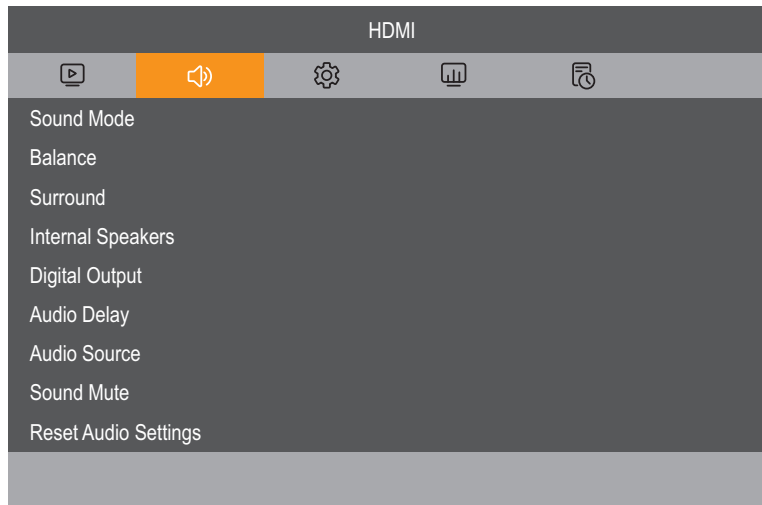 HDMI
Sound Mode
Balance
Surround
Internal Speakers
Digital Output
Audio Delay
Audio Source
Sound Mute
Reset Audio Settings